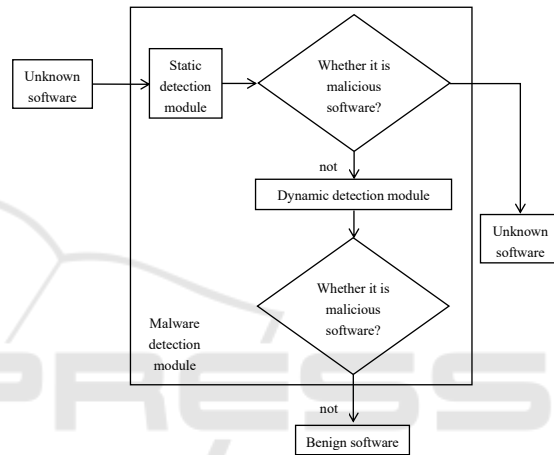 Unknown
software
Static
detection
module
Whether it is
malicious
software?
not
Dynamic detection module
Unknown
software
Whether it is
malicious
software?
Malware
detection
module
not
Benign software
PRESS